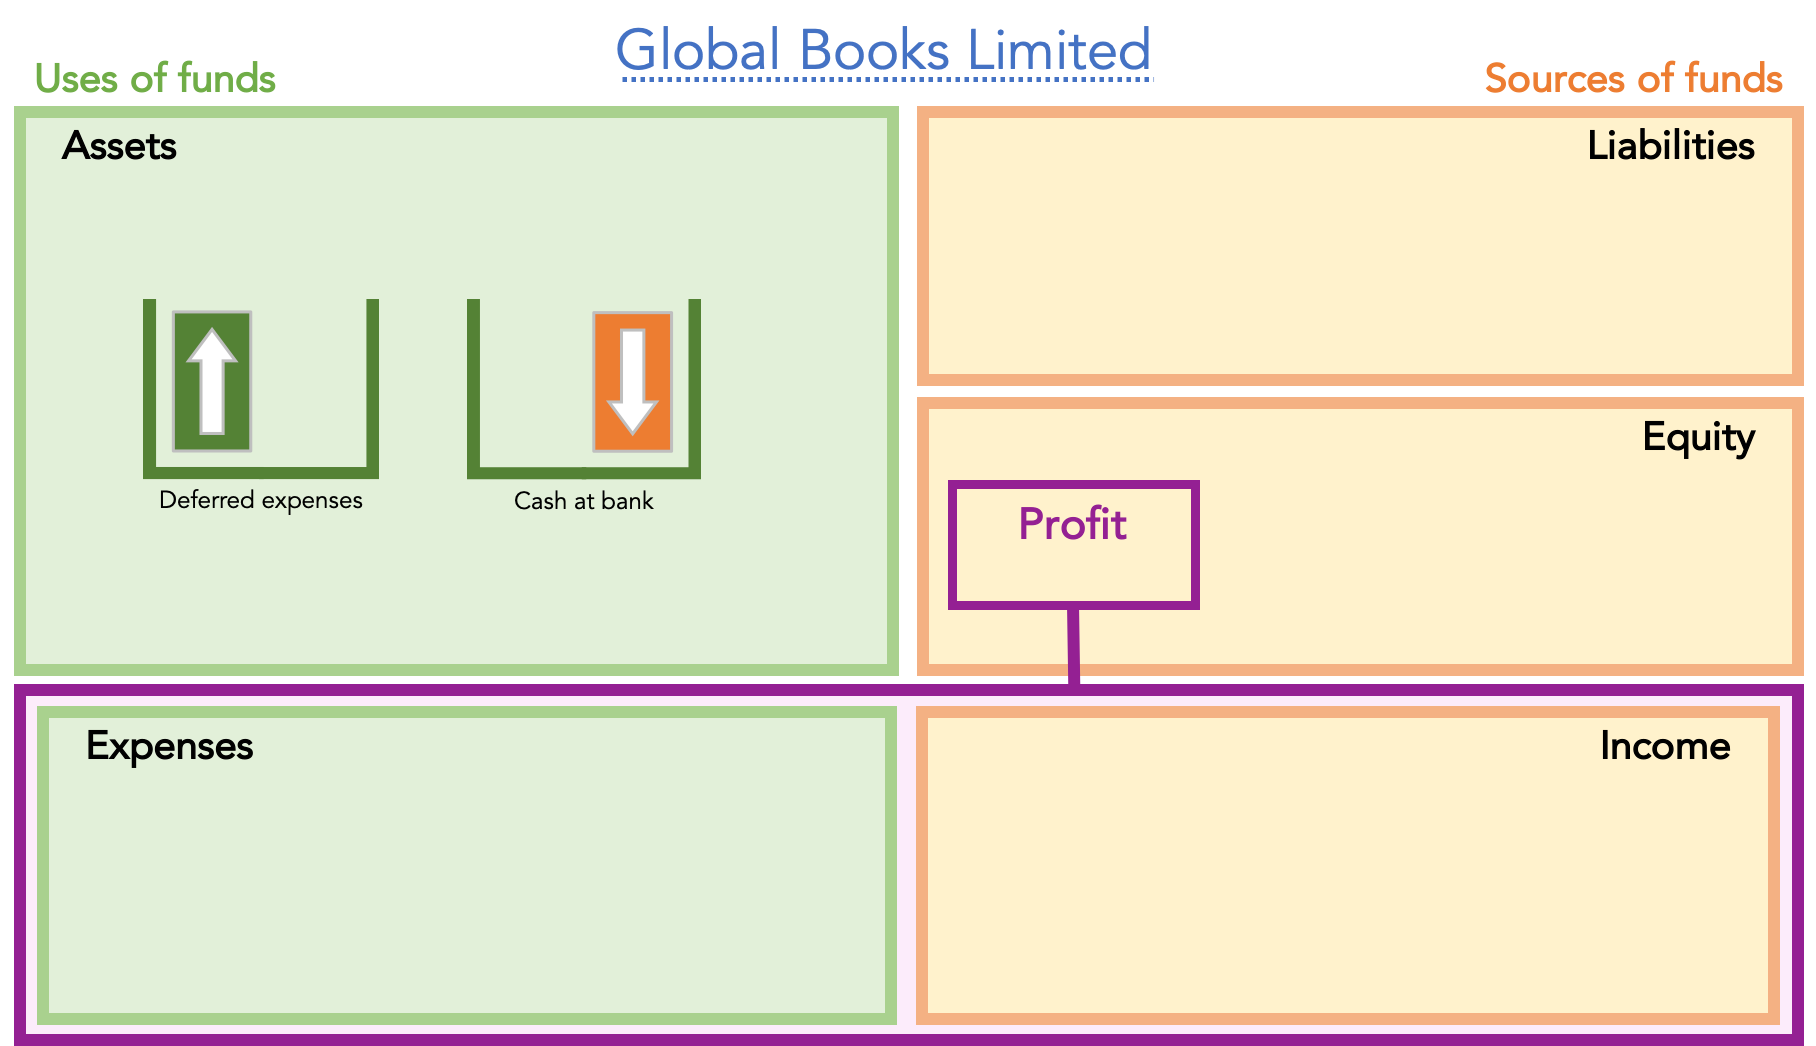 Global Books Limited
Uses of funds
Sources of funds
Assets
Liabilities
Deferred expenses
Cash at bank
Equity
Profit
Expenses
Income